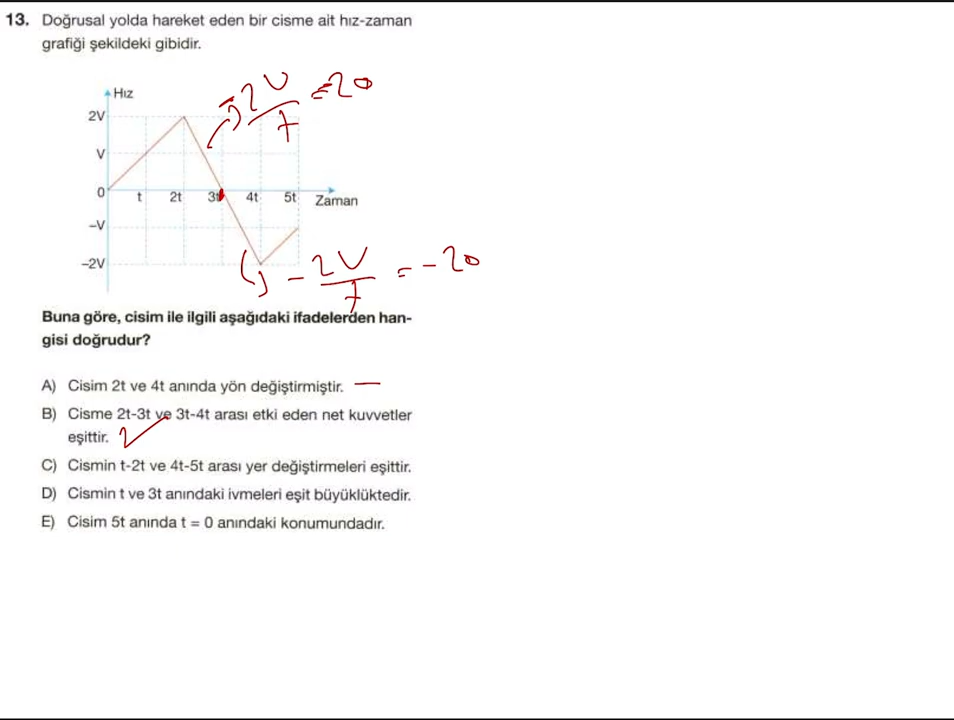 13. Doğrusal yolda hareket eden bir cisme ait hız-zaman
grafiği şekildeki gibidir.
Hız
2V
V
0
t 2t 3t 4t 5t Zaman
–V
–2V
-2V/7 = -20
-2V/7 = -20
Buna göre, cisim ile ilgili aşağıdaki ifadelerden han-
gisi doğrudur?
A) Cisim 2t ve 4t anında yön değiştirmiştir.
B) Cisme 2t-3t ve 3t-4t arası etki eden net kuvvetler
eşittir.
C) Cismin t-2t ve 4t-5t arası yer değiştirmeleri eşittir.
D) Cismin t ve 3t anındaki ivmeleri eşit büyüklüktedir.
E) Cisim 5t anında t = 0 anındaki konumundadır.